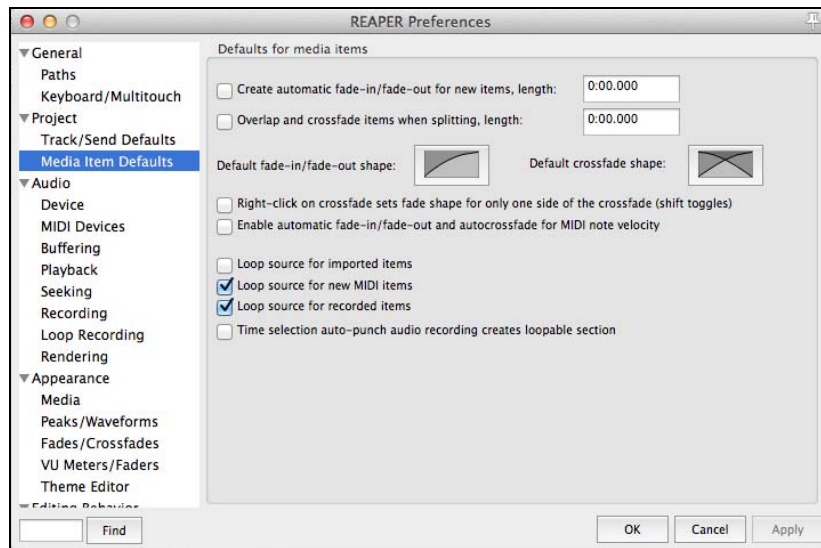 REAPER Preferences
General
Paths
Keyboard/Multitouch
Project
Track/Send Defaults
Media Item Defaults
Audio
Device
MIDI Devices
Buffering
Playback
Seeking
Recording
Loop Recording
Rendering
Appearance
Media
Peaks/Waveforms
Fades/Crossfades
VU Meters/Faders
Theme Editor
Editing Behavior
Find
Defaults for media items
Create automatic fade-in/fade-out for new items, length: 0:00.000
Overlap and crossfade items when splitting, length: 0:00.000
Default fade-in/fade-out shape: Default crossfade shape:
Right-click on crossfade sets fade shape for only one side of the crossfade (shift toggles)
Enable automatic fade-in/fade-out and autocrossfade for MIDI note velocity
Loop source for imported items
Loop source for new MIDI items
Loop source for recorded items
Time selection auto-punch audio recording creates loopable section
OK Cancel Apply